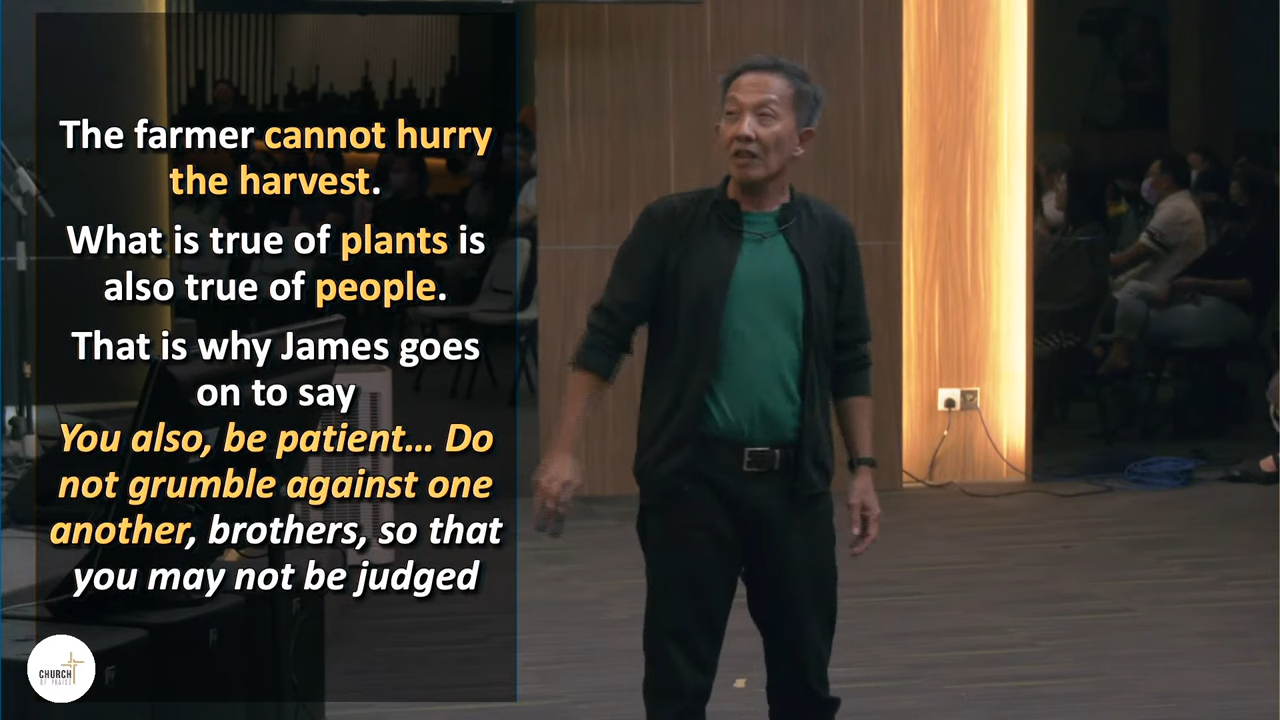 The farmer cannot hurry
the harvest.
What is true of plants is
also true of people.
That is why James goes
on to say
You also, be patient... Do
not grumble against one
another, brothers, so that
you may not be judged
CHURCH
OF PRAISE